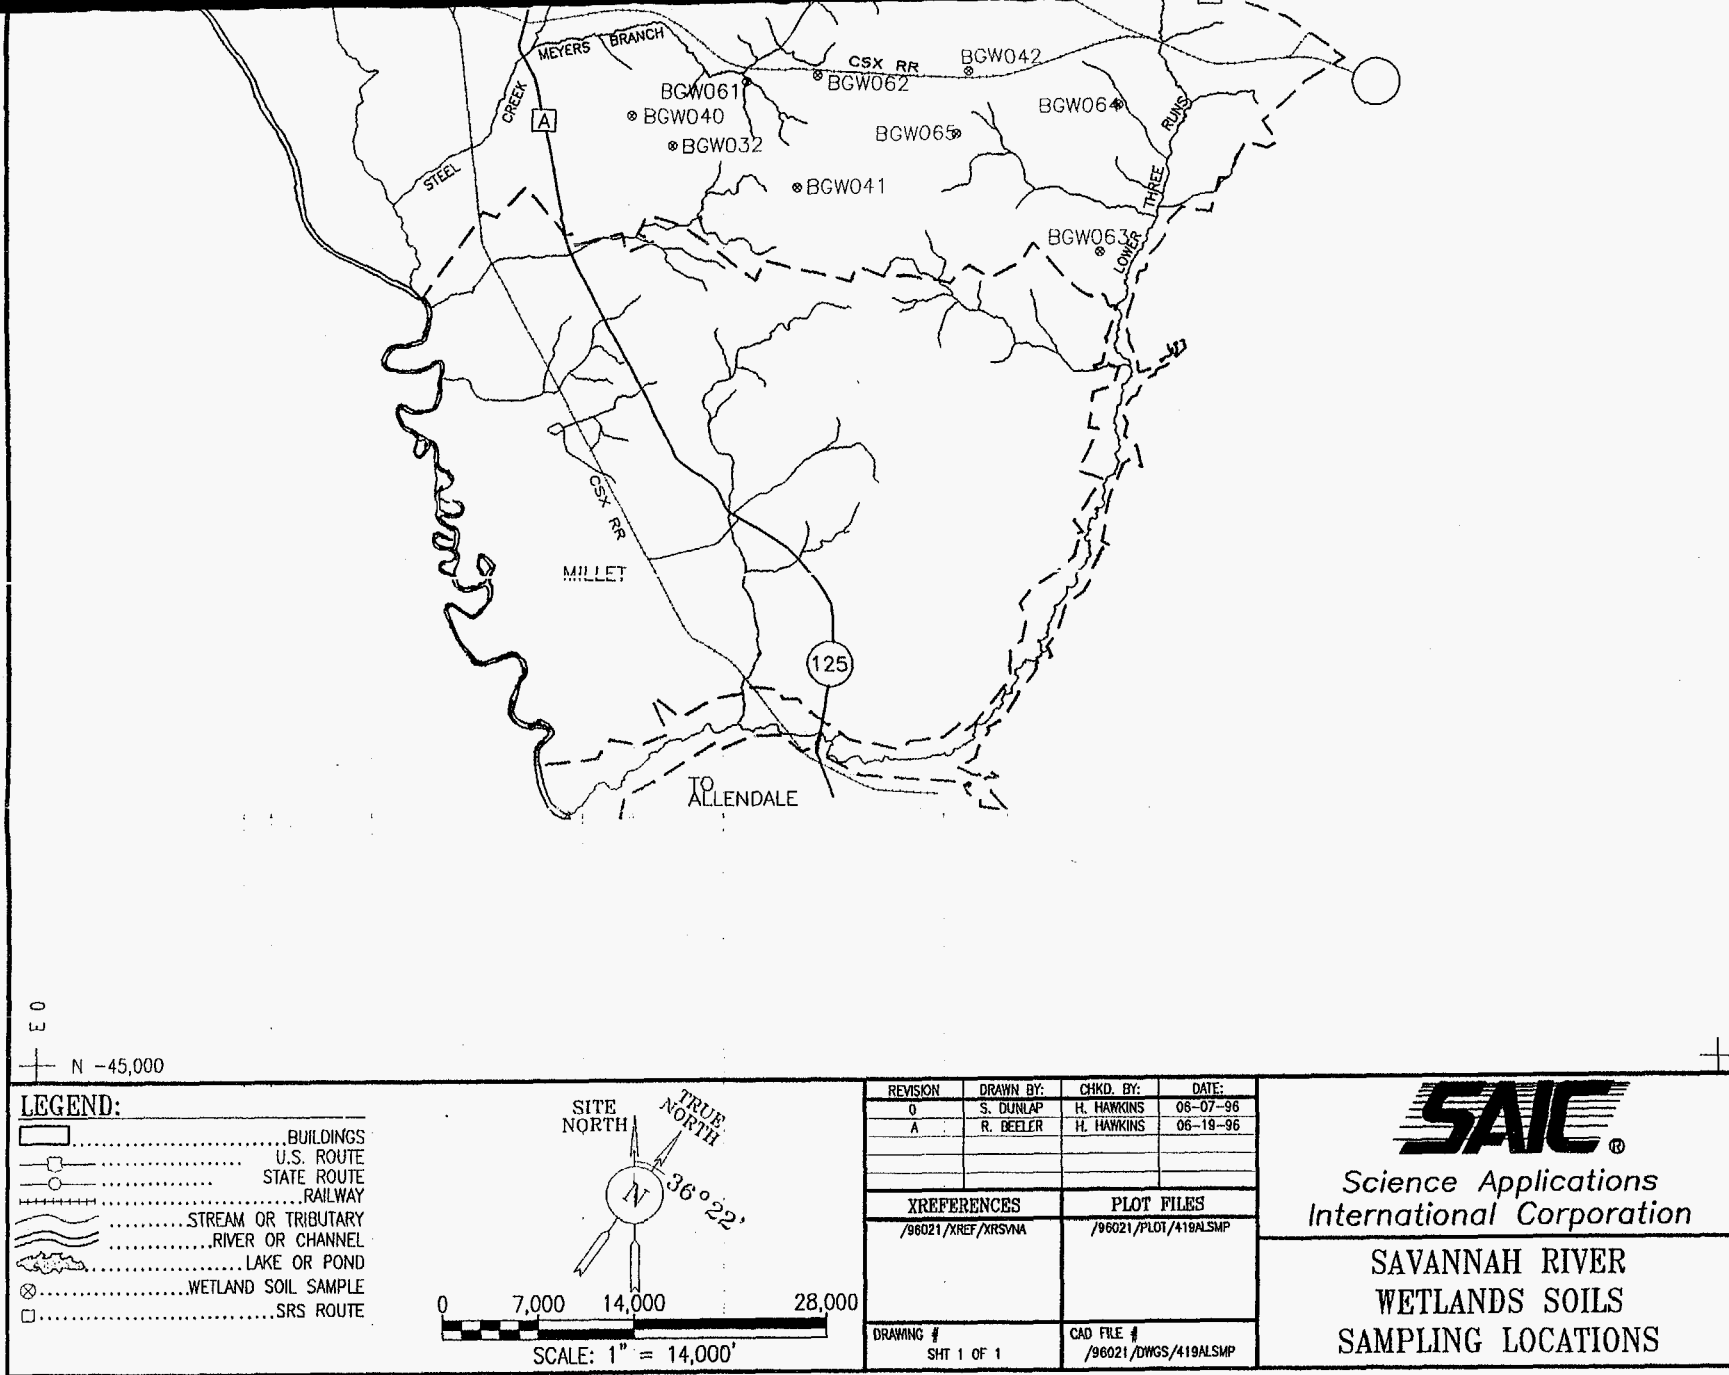 MEYERS BRANCH
CSX RR
BGW042
BGW061
BGW062
CREEK
BGW040
A
BGW064
RUNS
BGW065
BGW032
STEEL
BGW041
THREE
BGW063
LOWER
CSX RR
MILLET
125
TO
ALLENDALE
03
N -45,000
LEGEND:
BUILDINGS
U.S. ROUTE
STATE ROUTE
RAILWAY
STREAM OR TRIBUTARY
RIVER OR CHANNEL
LAKE OR POND
WETLAND SOIL SAMPLE
SRS ROUTE
SITE NORTH
TRUE NORTH
N
36°22'
0 7,000 14,000 28,000
SCALE: 1" = 14,000'
REVISION DRAWN BY: CHKD. BY: DATE:
0 S. DUNLAP H. HAWKINS 06-07-96
A R. BEELER H. HAWKINS 06-19-96
XREFERENCES PLOT FILES
/96021/XREF/XRSVNA /96021/PLOT/419ALSMP
DRAWING # CAD FILE #
SHT 1 OF 1 /96021/DWGS/419ALSMP
SAIC®
Science Applications
International Corporation
SAVANNAH RIVER
WETLANDS SOILS
SAMPLING LOCATIONS